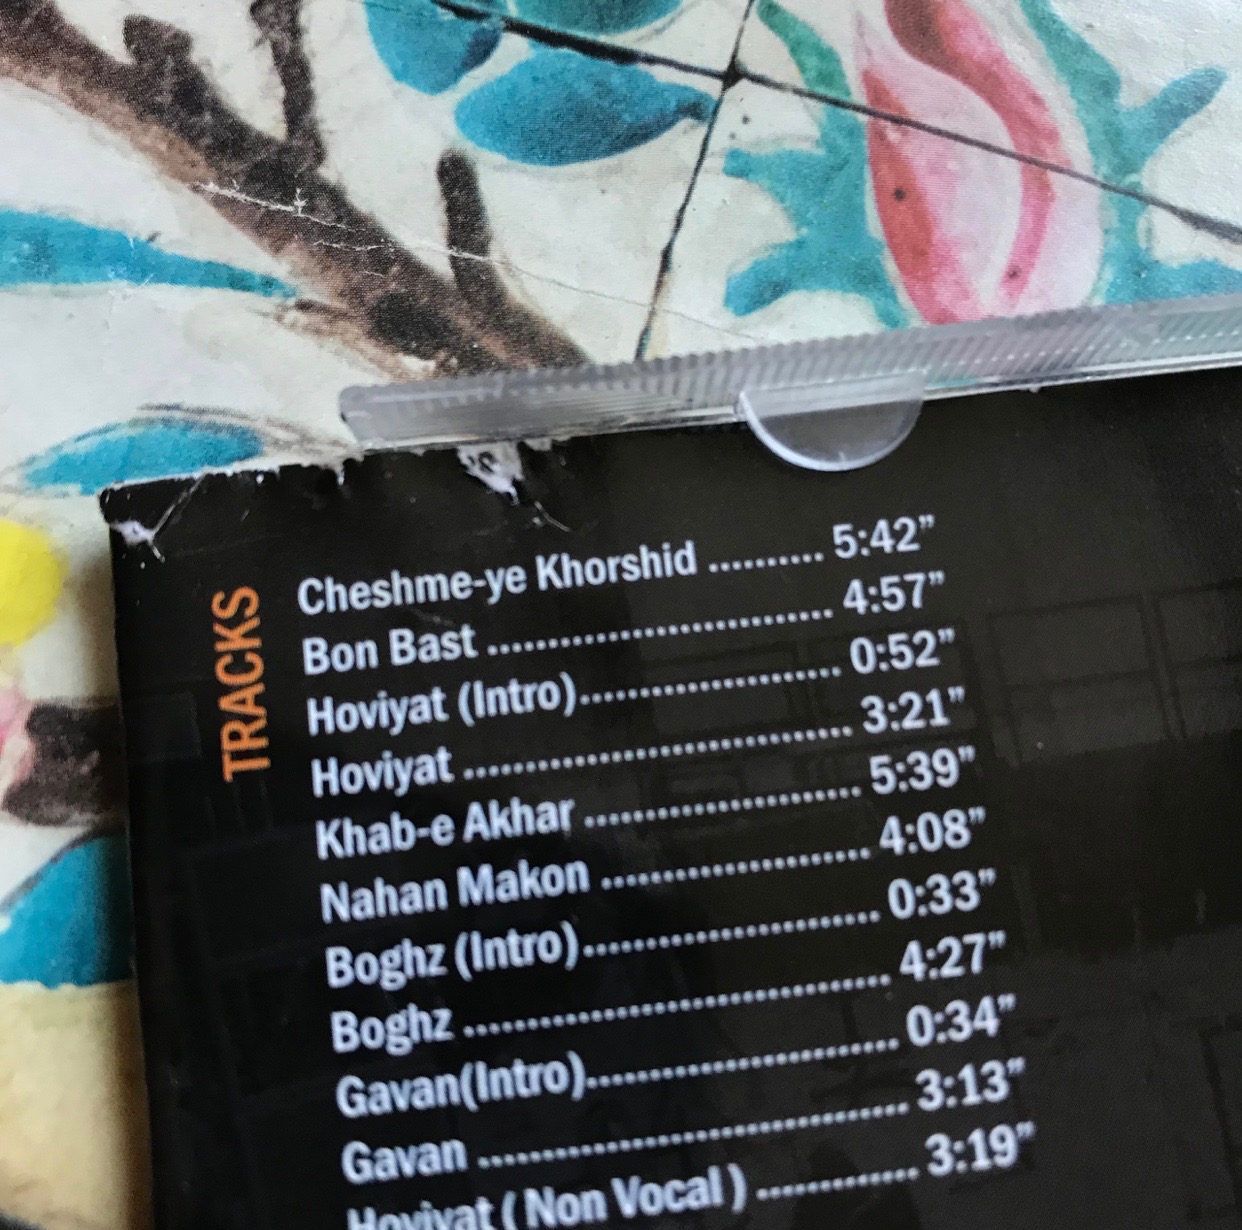 TRACKS
Cheshme-ye Khorshid .......... 5:42”
Bon Bast ................................... 4:57”
Hoviyat (Intro).......................... 0:52”
Hoviyat ....................................... 3:21”
Khab-e Akhar ............................ 5:39”
Nahan Makon ........................... 4:08”
Boghz (Intro).............................. 0:33”
Boghz ........................................... 4:27”
Gavan(Intro)................................ 0:34”
Gavan ........................................... 3:13”
Hoviyat ( Non Vocal ) ................ 3:19”